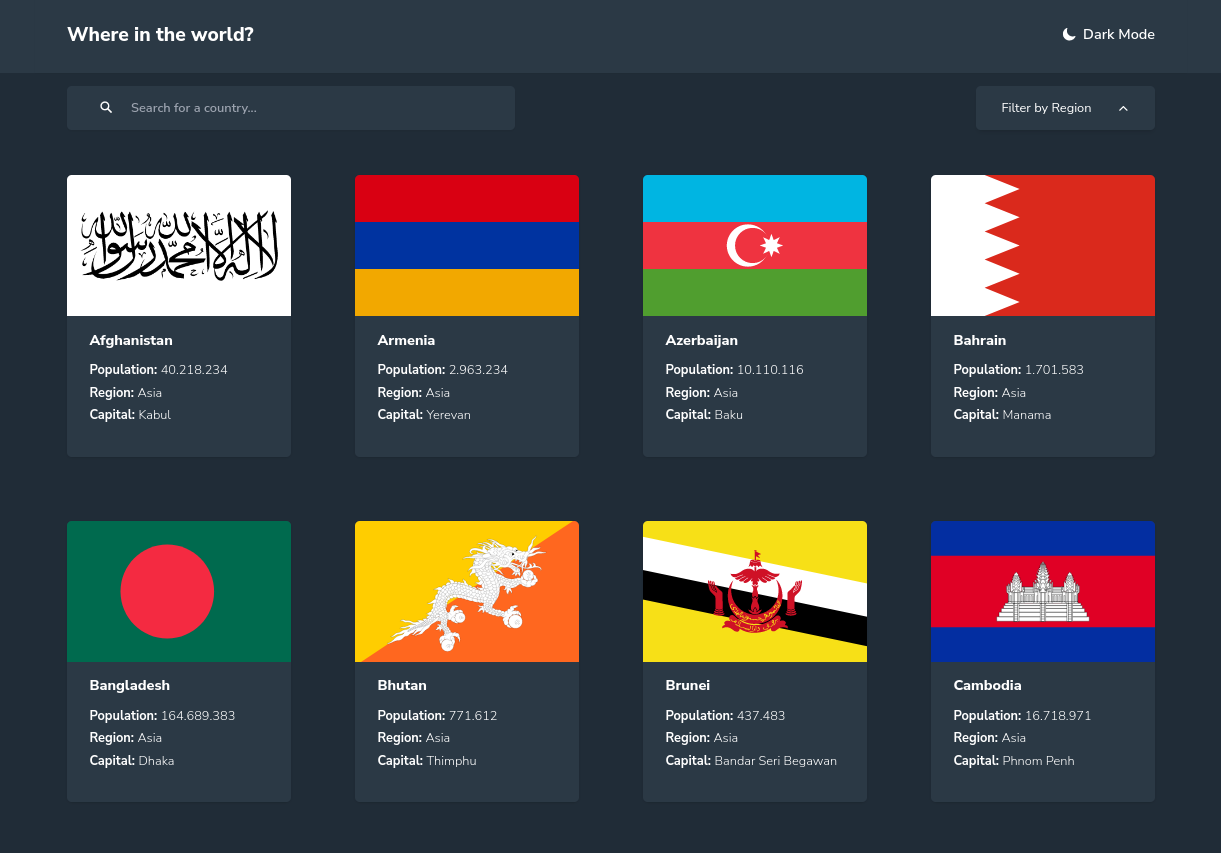 Where in the world?
Dark Mode
Search for a country...
Filter by Region
لا إله إلا الله محمد رسول الله
Afghanistan
Population: 40.218.234
Region: Asia
Capital: Kabul
Armenia
Population: 2.963.234
Region: Asia
Capital: Yerevan
Azerbaijan
Population: 10.110.116
Region: Asia
Capital: Baku
Bahrain
Population: 1.701.583
Region: Asia
Capital: Manama
Bangladesh
Population: 164.689.383
Region: Asia
Capital: Dhaka
Bhutan
Population: 771.612
Region: Asia
Capital: Thimphu
Brunei
Population: 437.483
Region: Asia
Capital: Bandar Seri Begawan
Cambodia
Population: 16.718.971
Region: Asia
Capital: Phnom Penh